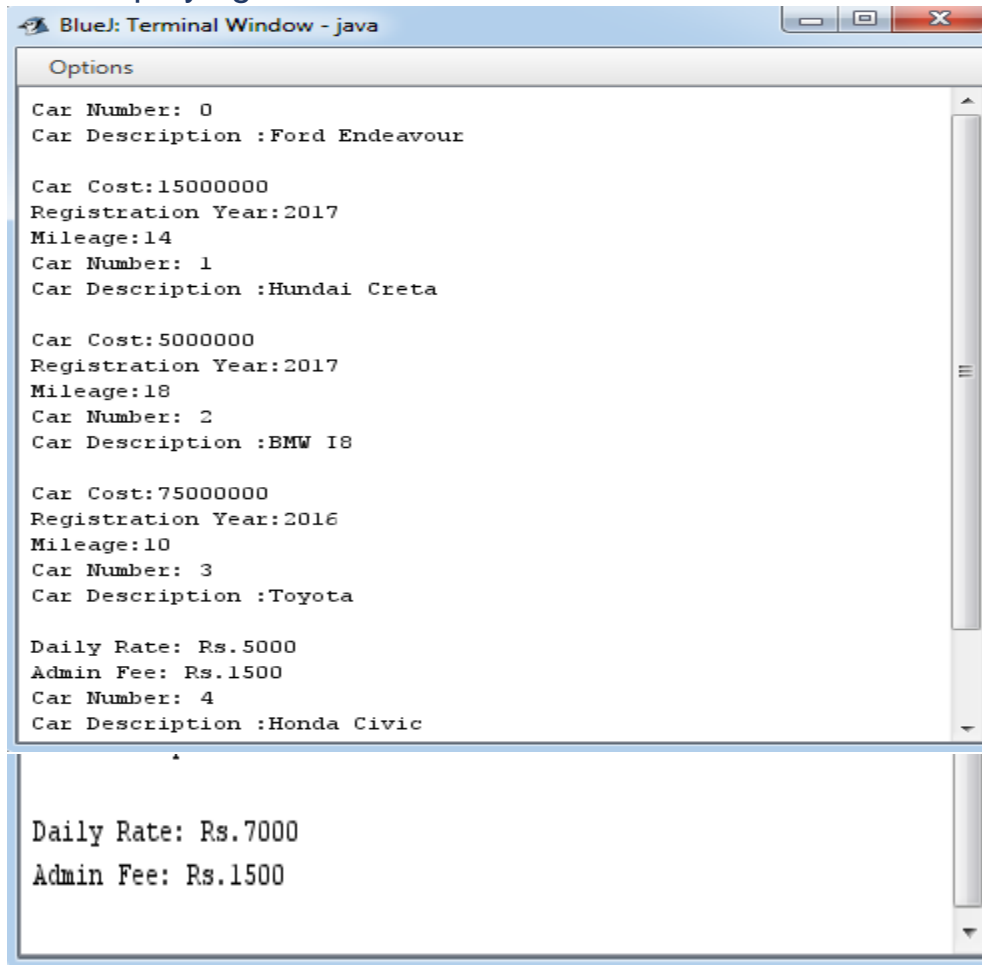 BlueJ: Terminal Window - java
Options
Car Number: 0
Car Description :Ford Endeavour
Car Cost:15000000
Registration Year:2017
Mileage:14
Car Number: 1
Car Description :Hundai Creta
Car Cost:5000000
Registration Year:2017
Mileage:18
Car Number: 2
Car Description :BMW I8
Car Cost:75000000
Registration Year:2016
Mileage:10
Car Number: 3
Car Description :Toyota
Daily Rate: Rs.5000
Admin Fee: Rs.1500
Car Number: 4
Car Description :Honda Civic
Daily Rate: Rs.7000
Admin Fee: Rs.1500